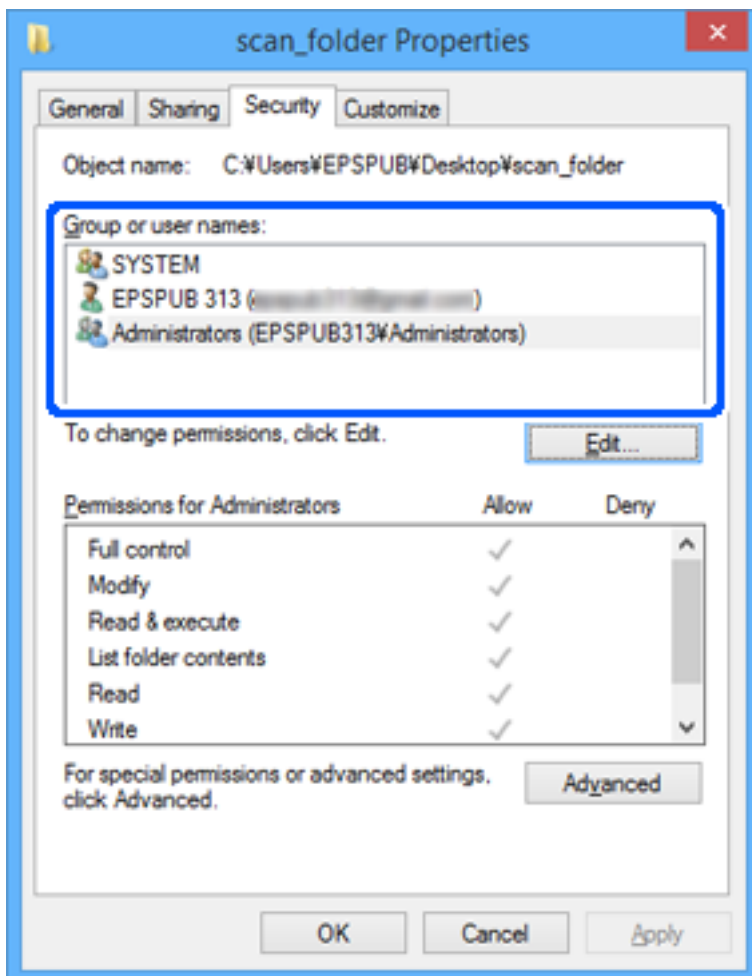 scan_folder Properties
General Sharing Security Customize
Object name: C:¥Users¥EPSPUB¥Desktop¥scan_folder
Group or user names:
SYSTEM
EPSPUB 313 ( )
Administrators (EPSPUB313¥Administrators)
To change permissions, click Edit.
Edit...
Permissions for Administrators Allow Deny
Full control
Modify
Read & execute
List folder contents
Read
Write
For special permissions or advanced settings,
click Advanced.
Advanced
OK Cancel Apply